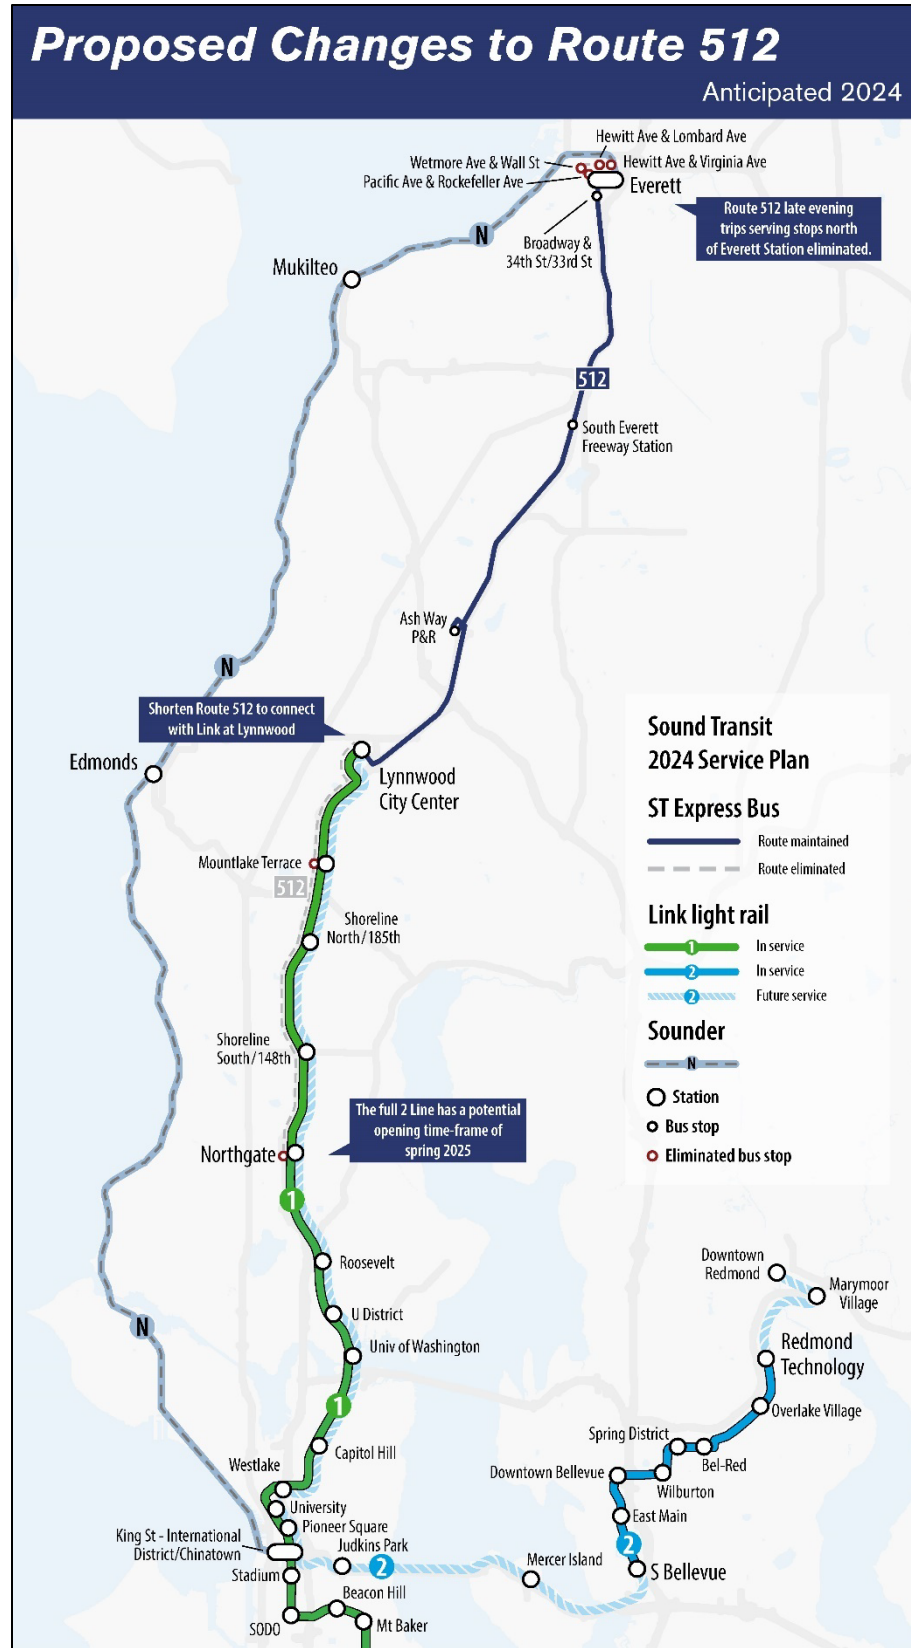 Proposed Changes to Route 512
Anticipated 2024
Hewitt Ave & Lombard Ave
Wetmore Ave & Wall St
Hewitt Ave & Virginia Ave
Pacific Ave & Rockefeller Ave
Everett
Route 512 late evening
trips serving stops north
of Everett Station eliminated.
Broadway &
34th St/33rd St
N
Mukilteo
512
South Everett
Freeway Station
Ash Way
P&R
N
Shorten Route 512 to connect
with Link at Lynnwood
Edmonds
Lynnwood
City Center
Mountlake Terrace
512
Shoreline
North/185th
Shoreline
South/148th
The full 2 Line has a potential
opening time-frame of
spring 2025
Northgate
1
Roosevelt
U District
Univ of Washington
N
1
Capitol Hill
Westlake
University
Pioneer Square
King St - International
District/Chinatown
Judkins Park
2
Stadium
Beacon Hill
SODO
Mt Baker
Mercer Island
Sound Transit
2024 Service Plan
ST Express Bus
Route maintained
Route eliminated
Link light rail
1 In service
2 In service
2 Future service
Sounder
N
Station
Bus stop
Eliminated bus stop
Downtown
Redmond
Marymoor
Village
Redmond
Technology
Overlake Village
Spring District
Bel-Red
Downtown Bellevue
Wilburton
East Main
2
S Bellevue